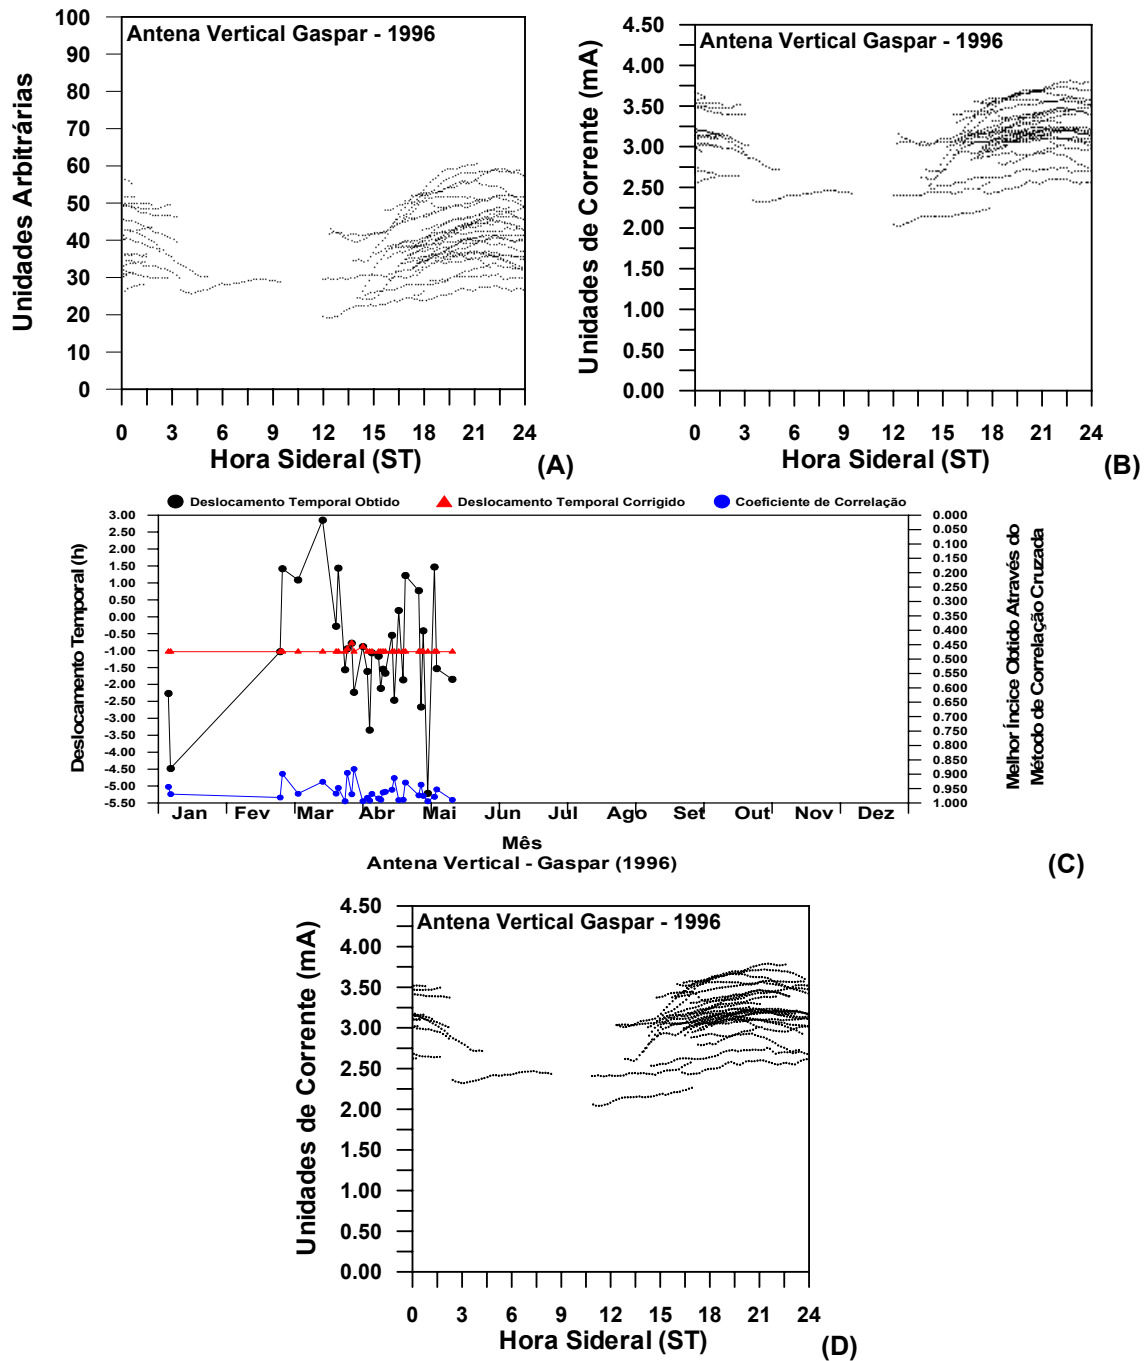 Antena Vertical Gaspar - 1996
Unidades Arbitrárias
100
90
80
70
60
50
40
30
20
10
0
0 3 6 9 12 15 18 21 24
Hora Sideral (ST)
(A)
Antena Vertical Gaspar - 1996
Unidades de Corrente (mA)
4.50
4.00
3.50
3.00
2.50
2.00
1.50
1.00
0.50
0.00
0 3 6 9 12 15 18 21 24
Hora Sideral (ST)
(B)
Deslocamento Temporal Obtido
Deslocamento Temporal Corrigido
Coeficiente de Correlação
Deslocamento Temporal (h)
3.00
2.50
2.00
1.50
1.00
0.50
0.00
-0.50
-1.00
-1.50
-2.00
-2.50
-3.00
-3.50
-4.00
-4.50
-5.00
-5.50
0.000
0.050
0.100
0.150
0.200
0.250
0.300
0.350
0.400
0.450
0.500
0.550
0.600
0.650
0.700
0.750
0.800
0.850
0.900
0.950
1.000
Melhor Índice Obtido Através do
Método de Correlação Cruzada
Jan Fev Mar Abr Mai Jun Jul Ago Set Out Nov Dez
Mês
Antena Vertical - Gaspar (1996)
(C)
Antena Vertical Gaspar - 1996
Unidades de Corrente (mA)
4.50
4.00
3.50
3.00
2.50
2.00
1.50
1.00
0.50
0.00
0 3 6 9 12 15 18 21 24
Hora Sideral (ST)
(D)